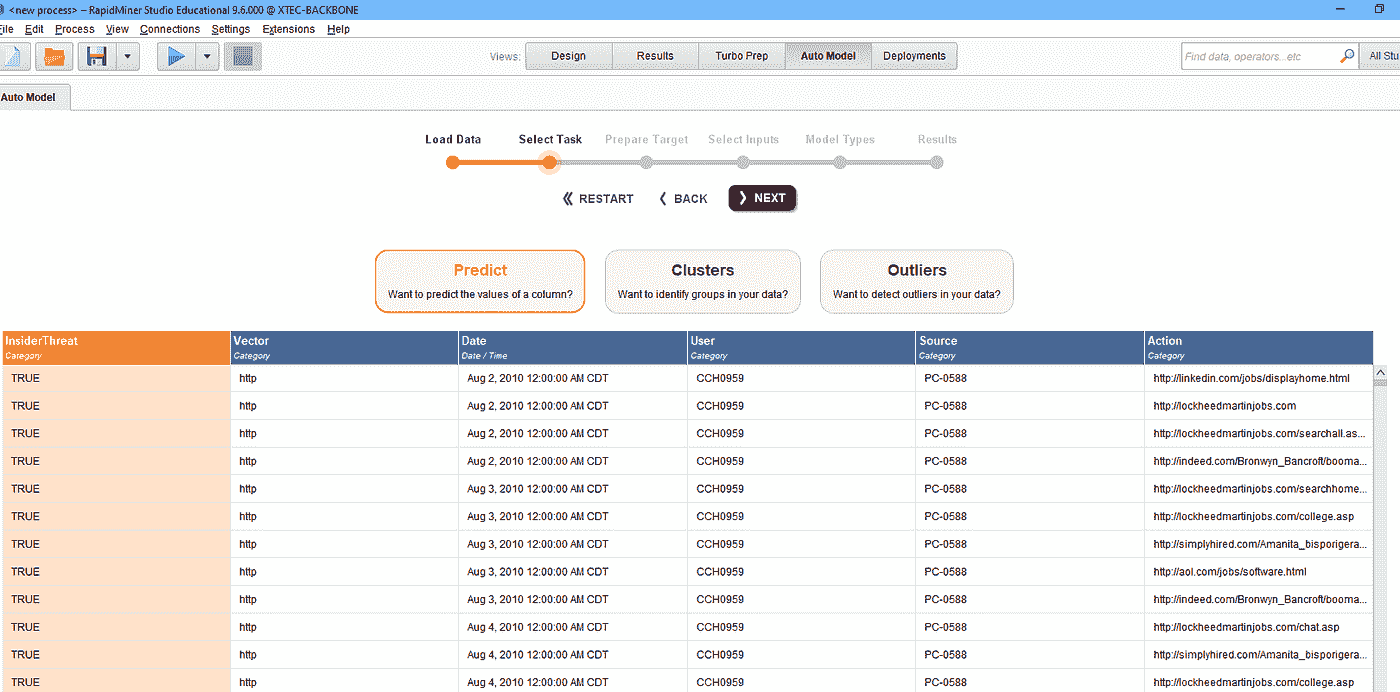 <new process> – RapidMiner Studio Educational 9.6.000 @ XTEC-BACKBONE
File Edit Process View Connections Settings Extensions Help
Views: Design Results Turbo Prep Auto Model Deployments Find data, operators...etc All Stu
Auto Model
Load Data Select Task Prepare Target Select Inputs Model Types Results
RESTART BACK NEXT
Predict Clusters Outliers
Want to predict the values of a column? Want to identify groups in your data? Want to detect outliers in your data?
InsiderThreat Vector Date User Source Action
Category Category Date / Time Category Category Category
TRUE http Aug 2, 2010 12:00:00 AM CDT CCH0959 PC-0588 http://linkedin.com/jobs/displayhome.html
TRUE http Aug 2, 2010 12:00:00 AM CDT CCH0959 PC-0588 http://lockheedmartinjobs.com
TRUE http Aug 2, 2010 12:00:00 AM CDT CCH0959 PC-0588 http://lockheedmartinjobs.com/searchall.as...
TRUE http Aug 2, 2010 12:00:00 AM CDT CCH0959 PC-0588 http://indeed.com/Bronwyn_Bancroft/booma...
TRUE http Aug 3, 2010 12:00:00 AM CDT CCH0959 PC-0588 http://lockheedmartinjobs.com/searchhome...
TRUE http Aug 3, 2010 12:00:00 AM CDT CCH0959 PC-0588 http://lockheedmartinjobs.com/college.asp
TRUE http Aug 3, 2010 12:00:00 AM CDT CCH0959 PC-0588 http://simplyhired.com/Amanita_bisporigera...
TRUE http Aug 3, 2010 12:00:00 AM CDT CCH0959 PC-0588 http://aol.com/jobs/software.html
TRUE http Aug 3, 2010 12:00:00 AM CDT CCH0959 PC-0588 http://indeed.com/Bronwyn_Bancroft/booma...
TRUE http Aug 4, 2010 12:00:00 AM CDT CCH0959 PC-0588 http://lockheedmartinjobs.com/chat.asp
TRUE http Aug 4, 2010 12:00:00 AM CDT CCH0959 PC-0588 http://simplyhired.com/Amanita_bisporigera...
TRUE http Aug 4, 2010 12:00:00 AM CDT CCH0959 PC-0588 http://lockheedmartinjobs.com/college.asp